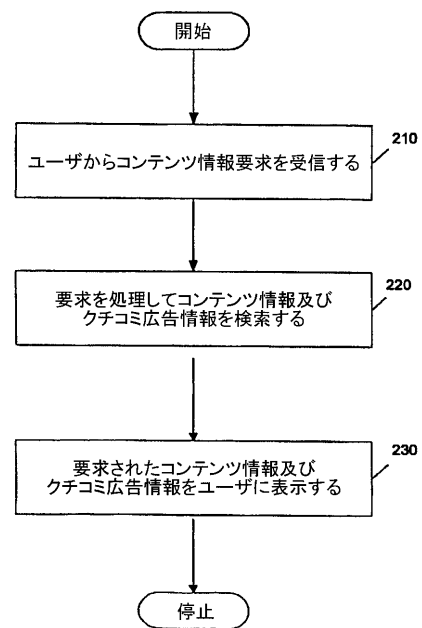 開始
210
ユーザからコンテンツ情報要求を受信する
220
要求を処理してコンテンツ情報及び
クチコミ広告情報を検索する
230
要求されたコンテンツ情報及び
クチコミ広告情報をユーザに表示する
停止